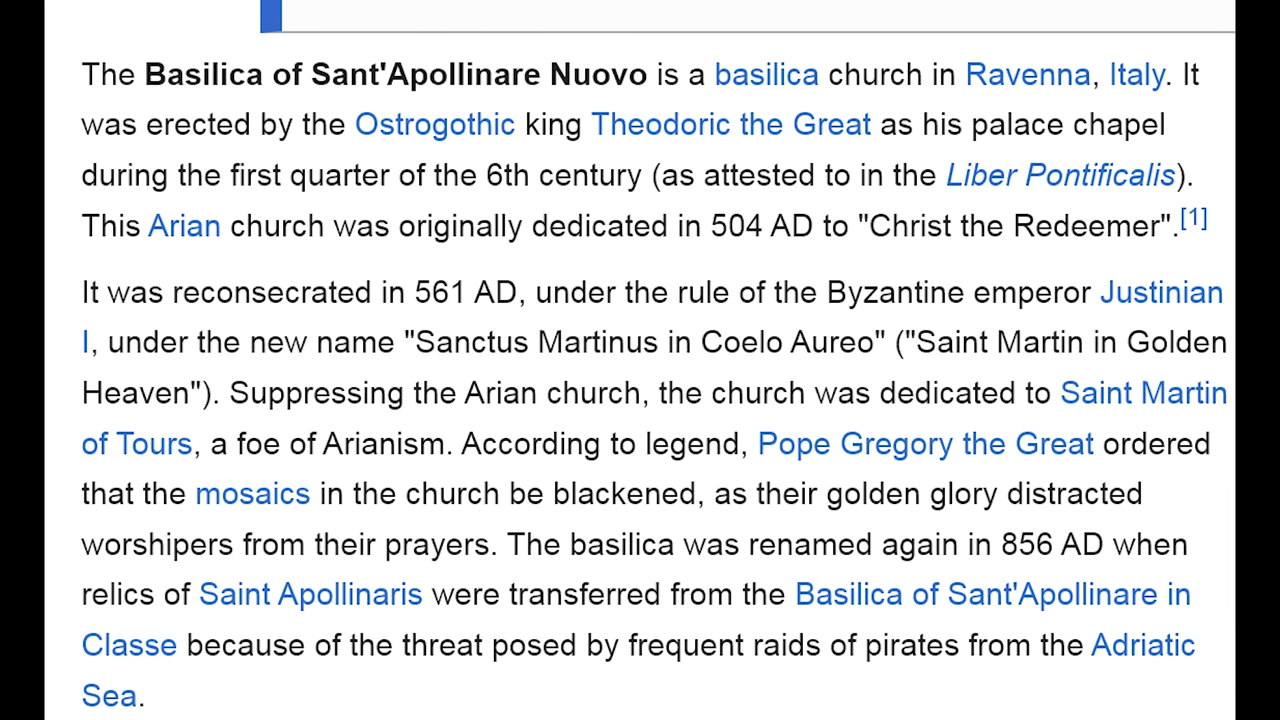 The Basilica of Sant'Apollinare Nuovo is a basilica church in Ravenna, Italy. It
was erected by the Ostrogothic king Theodoric the Great as his palace chapel
during the first quarter of the 6th century (as attested to in the Liber Pontificalis).
This Arian church was originally dedicated in 504 AD to "Christ the Redeemer".[1]
It was reconsecrated in 561 AD, under the rule of the Byzantine emperor Justinian
I, under the new name "Sanctus Martinus in Coelo Aureo" ("Saint Martin in Golden
Heaven"). Suppressing the Arian church, the church was dedicated to Saint Martin
of Tours, a foe of Arianism. According to legend, Pope Gregory the Great ordered
that the mosaics in the church be blackened, as their golden glory distracted
worshipers from their prayers. The basilica was renamed again in 856 AD when
relics of Saint Apollinaris were transferred from the Basilica of Sant'Apollinare in
Classe because of the threat posed by frequent raids of pirates from the Adriatic
Sea.